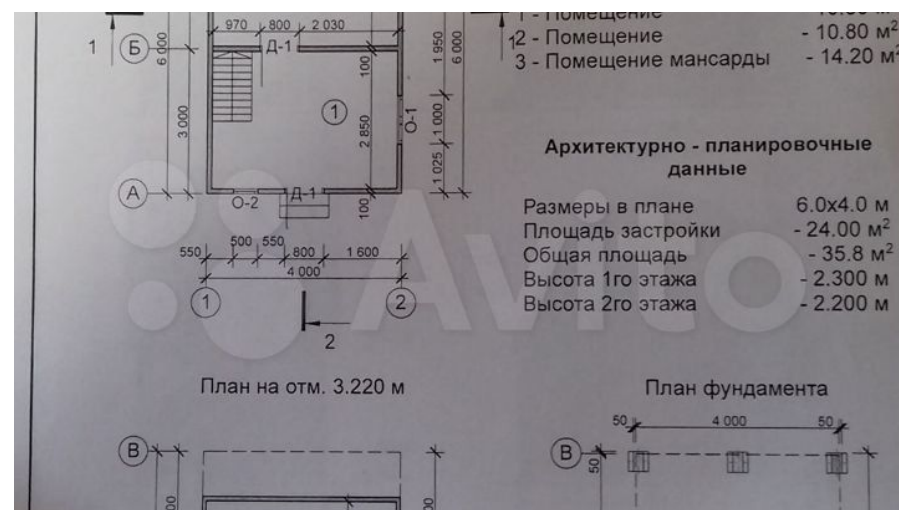 970 800 2 030
1 - Помещение
Д-1
1
Б
6 000
100
1 950
6 000
2 - Помещение - 10.80 м²
3 - Помещение мансарды - 14.20 м²
3 000
1
2 850
1 000
О-1
1 025
Архитектурно - планировочные
данные
А
О-2
Д-1
100
Размеры в плане 6.0х4.0 м
Площадь застройки - 24.00 м²
Общая площадь - 35.8 м²
Высота 1го этажа - 2.300 м
Высота 2го этажа - 2.200 м
550 500 550 800 1 600
4 000
1
2
2
Avito
План на отм. 3.220 м
План фундамента
50 4 000 50
В
В
50